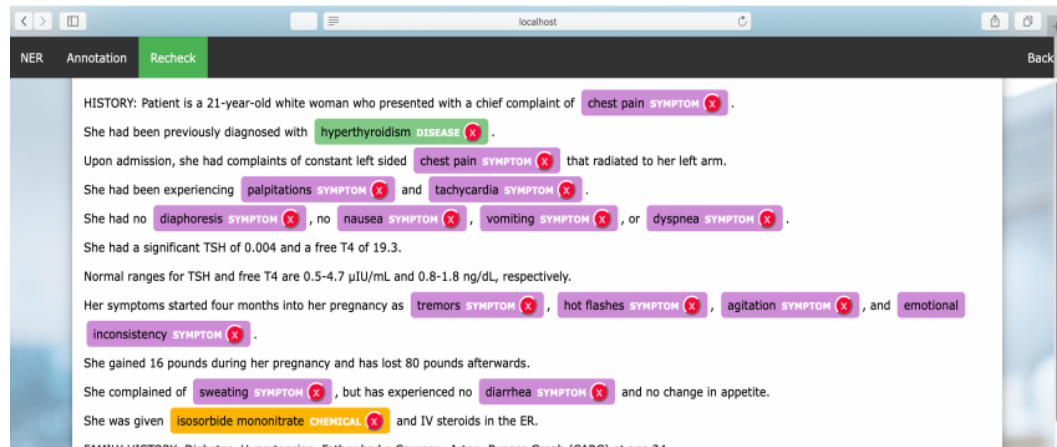 localhost
NER Annotation Recheck Back
HISTORY: Patient is a 21-year-old white woman who presented with a chief complaint of chest pain SYMPTOM X .
She had been previously diagnosed with hyperthyroidism DISEASE X .
Upon admission, she had complaints of constant left sided chest pain SYMPTOM X that radiated to her left arm.
She had been experiencing palpitations SYMPTOM X and tachycardia SYMPTOM X .
She had no diaphoresis SYMPTOM X , no nausea SYMPTOM X , vomiting SYMPTOM X , or dyspnea SYMPTOM X .
She had a significant TSH of 0.004 and a free T4 of 19.3.
Normal ranges for TSH and free T4 are 0.5-4.7 µIU/mL and 0.8-1.8 ng/dL, respectively.
Her symptoms started four months into her pregnancy as tremors SYMPTOM X , hot flashes SYMPTOM X , agitation SYMPTOM X , and emotional
inconsistency SYMPTOM X .
She gained 16 pounds during her pregnancy and has lost 80 pounds afterwards.
She complained of sweating SYMPTOM X , but has experienced no diarrhea SYMPTOM X and no change in appetite.
She was given isosorbide mononitrate CHEMICAL X and IV steroids in the ER.